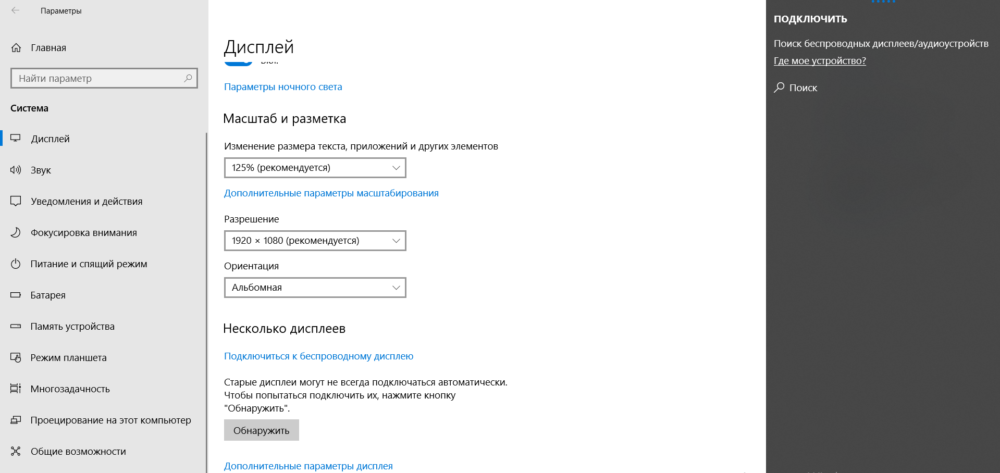 Параметры
Главная
Найти параметр
Система
Дисплей
Звук
Уведомления и действия
Фокусировка внимания
Питание и спящий режим
Батарея
Память устройства
Режим планшета
Многозадачность
Проецирование на этот компьютер
Общие возможности
Дисплей
Параметры ночного света
Масштаб и разметка
Изменение размера текста, приложений и других элементов
125% (рекомендуется)
Дополнительные параметры масштабирования
Разрешение
1920 × 1080 (рекомендуется)
Ориентация
Альбомная
Несколько дисплеев
Подключиться к беспроводному дисплею
Старые дисплеи могут не всегда подключаться автоматически.
Чтобы попытаться подключить их, нажмите кнопку
"Обнаружить".
Обнаружить
Дополнительные параметры дисплея
ПОДКЛЮЧИТЬ
Поиск беспроводных дисплеев/аудиоустройств
Где мое устройство?
Поиск